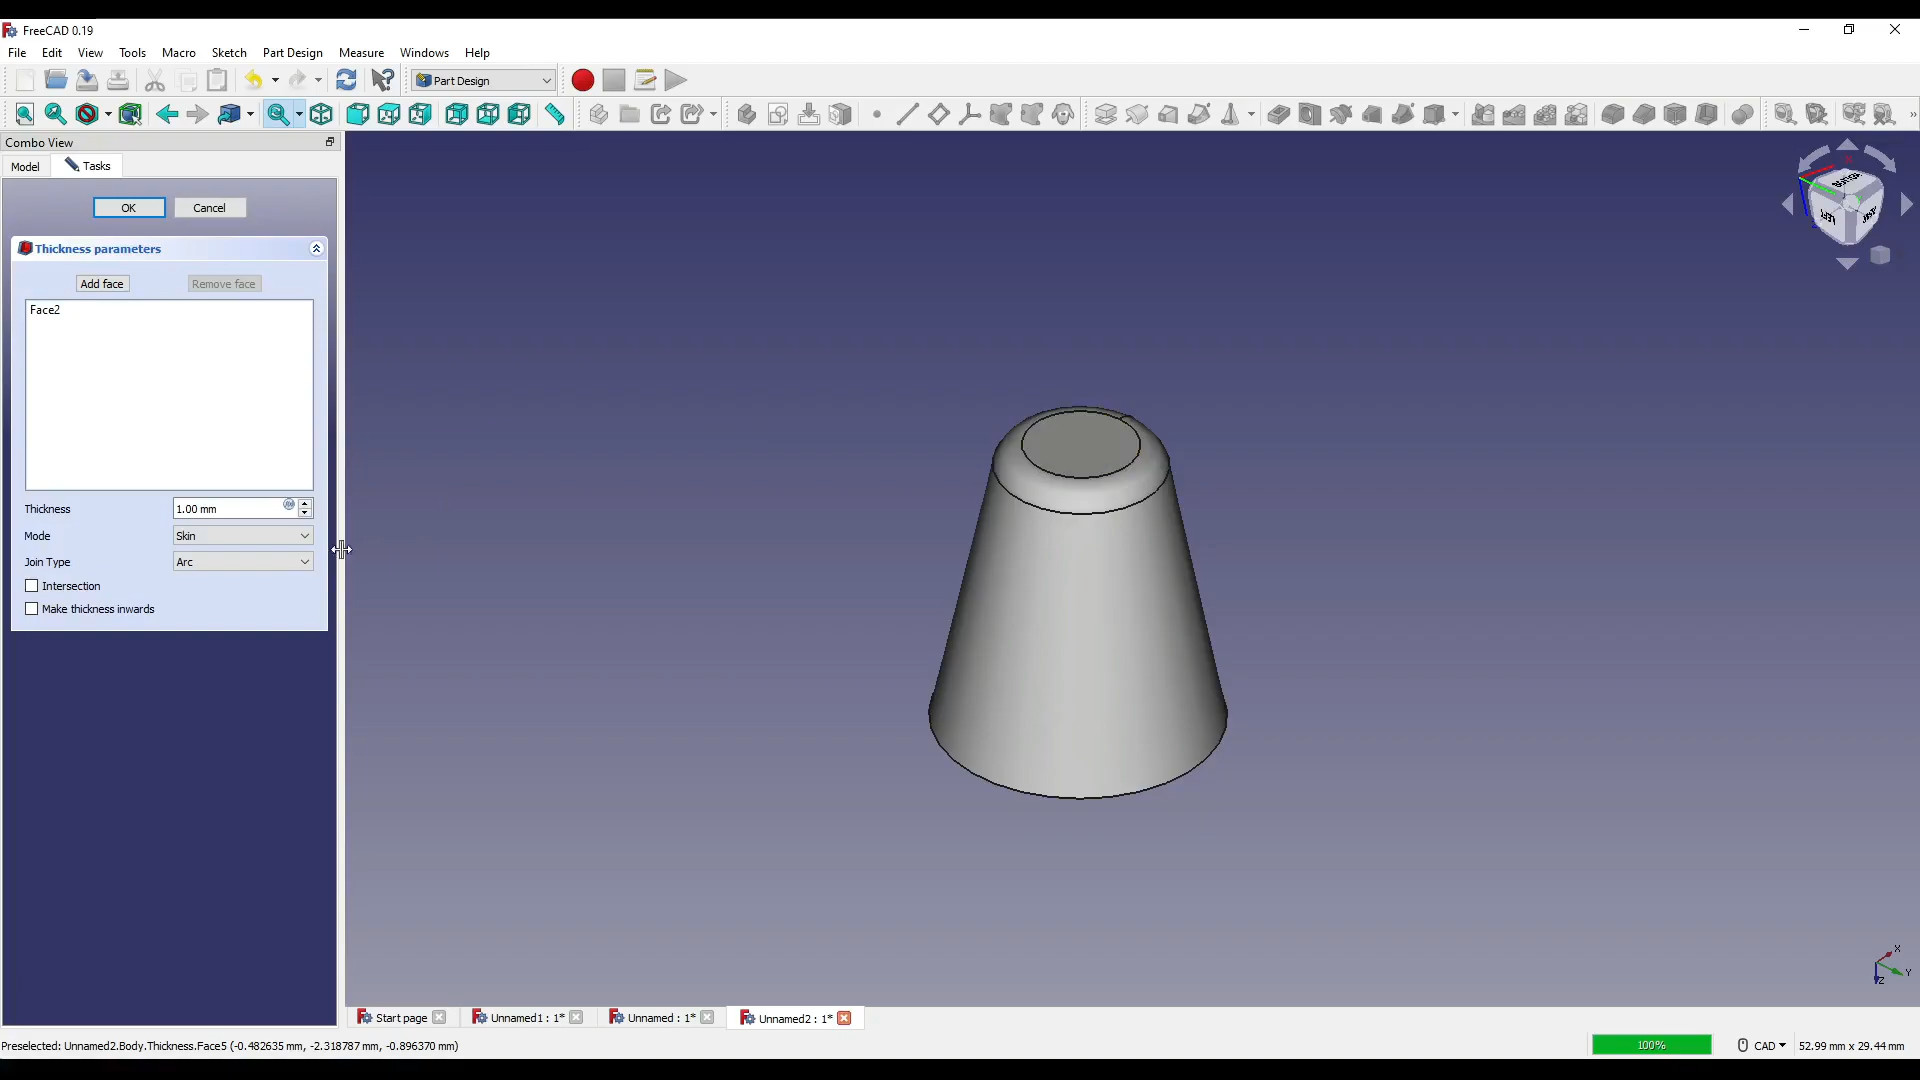 FreeCAD 0.19
File Edit View Tools Macro Sketch Part Design Measure Windows Help
Part Design
Combo View
Model Tasks
OK Cancel
Thickness parameters
Add face Remove face
Face2
Thickness 1.00 mm
Mode Skin
Join Type Arc
Intersection
Make thickness inwards
BOTTOM
LEFT
REAR
X
Y
Z
Start page Unnamed1 : 1* Unnamed : 1* Unnamed2 : 1*
Preselected: Unnamed2.Body.Thickness.Face5 (-0.482635 mm, -2.318787 mm, -0.896370 mm) 100% CAD 52.99 mm x 29.44 mm